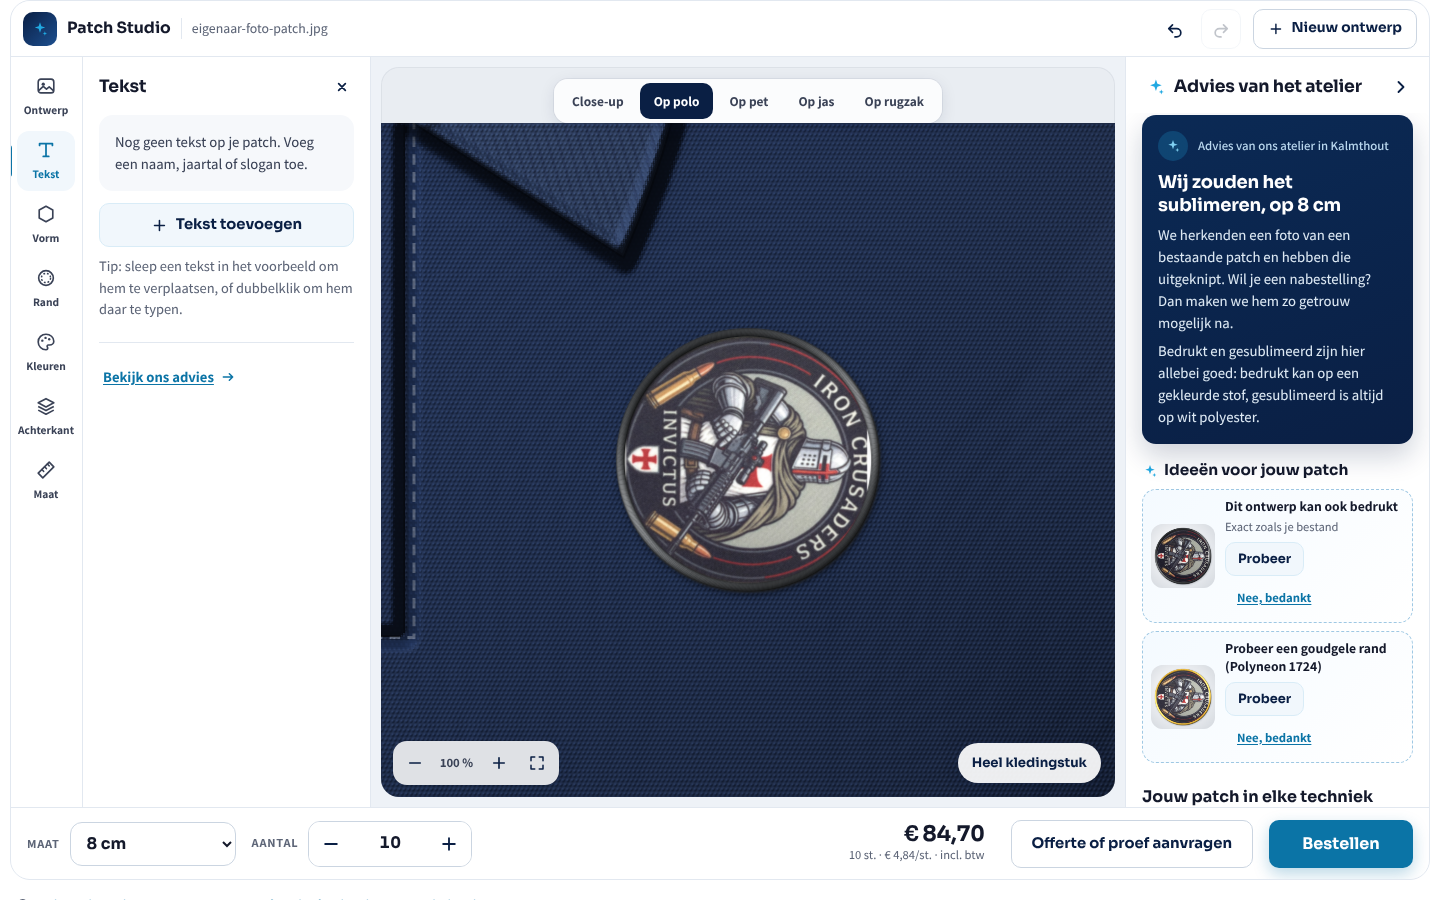 Patch Studio
eigenaar-foto-patch.jpg
Nieuw ontwerp
Ontwerp
Tekst
Vorm
Rand
Kleuren
Achterkant
Maat
Tekst
Nog geen tekst op je patch. Voeg
een naam, jaartal of slogan toe.
Tekst toevoegen
Tip: sleep een tekst in het voorbeeld om
hem te verplaatsen, of dubbelklik om hem
daar te typen.
Bekijk ons advies
Close-up
Op polo
Op pet
Op jas
Op rugzak
IRON CRUSADERS
INVICTUS
100 %
Heel kledingstuk
Advies van het atelier
Advies van ons atelier in Kalmthout
Wij zouden het
sublimeren, op 8 cm
We herkenden een foto van een
bestaande patch en hebben die
uitgeknipt. Wil je een nabestelling?
Dan maken we hem zo getrouw
mogelijk na.
Bedrukt en gesublimeerd zijn hier
allebei goed: bedrukt kan op een
gekleurde stof, gesublimeerd is altijd
op wit polyester.
Ideeën voor jouw patch
Dit ontwerp kan ook bedrukt
Exact zoals je bestand
Probeer
Nee, bedankt
Probeer een goudgele rand
(Polyneon 1724)
Probeer
Nee, bedankt
Jouw patch in elke techniek
MAAT
8 cm
AANTAL
10
€ 84,70
10 st. · € 4,84/st. · incl. btw
Offerte of proef aanvragen
Bestellen